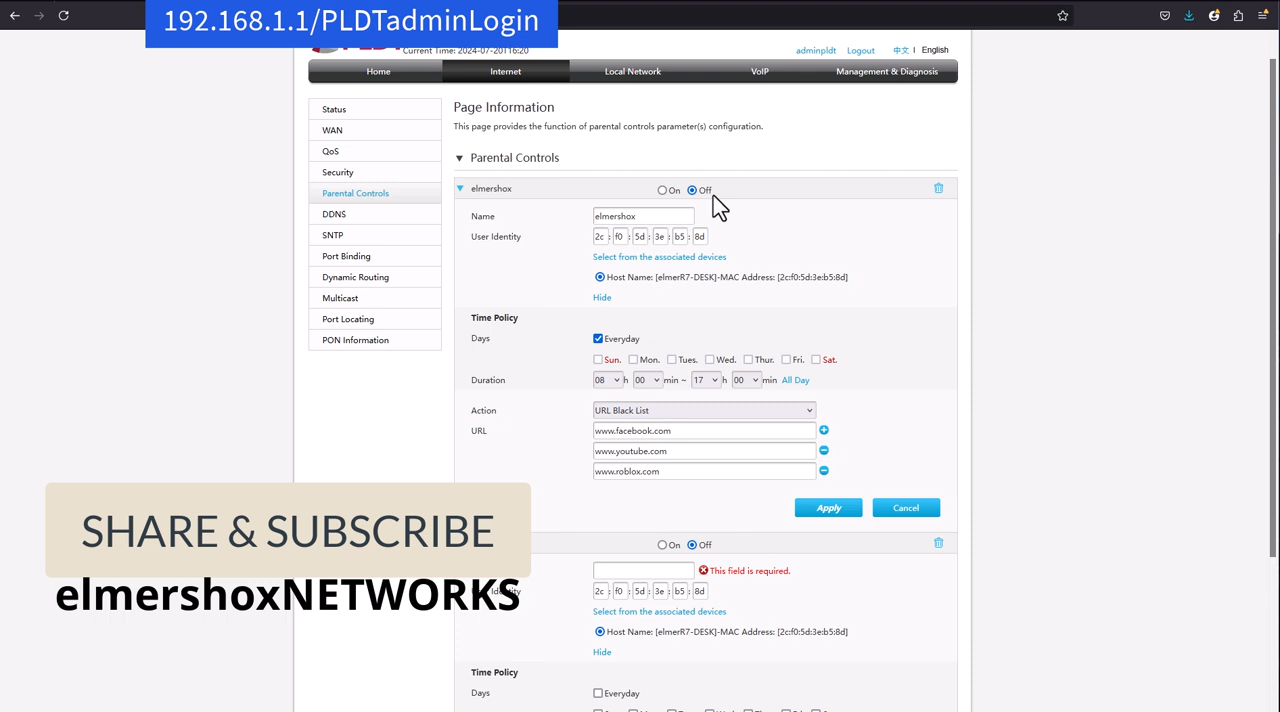 192.168.1.1/PLDTadminLogin
Current Time: 2024-07-20T16:20
adminpldt Logout 中文 | English
Home Internet Local Network VoIP Management & Diagnosis
Status
WAN
QoS
Security
Parental Controls
DDNS
SNTP
Port Binding
Dynamic Routing
Multicast
Port Locating
PON Information
Page Information
This page provides the function of parental controls parameter(s) configuration.
Parental Controls
elmershox On Off
Name elmershox
User Identity 2c : f0 : 5d : 3e : b5 : 8d
Select from the associated devices
Host Name: [elmerR7-DESK]-MAC Address: [2c:f0:5d:3e:b5:8d]
Hide
Time Policy
Days Everyday
Sun. Mon. Tues. Wed. Thur. Fri. Sat.
Duration 08 h 00 min ~ 17 h 00 min All Day
Action URL Black List
URL www.facebook.com
www.youtube.com
www.roblox.com
Apply Cancel
On Off
This field is required.
2c : f0 : 5d : 3e : b5 : 8d
Select from the associated devices
Host Name: [elmerR7-DESK]-MAC Address: [2c:f0:5d:3e:b5:8d]
Hide
Time Policy
Days Everyday
SHARE & SUBSCRIBE
elmershoxNETWORKS